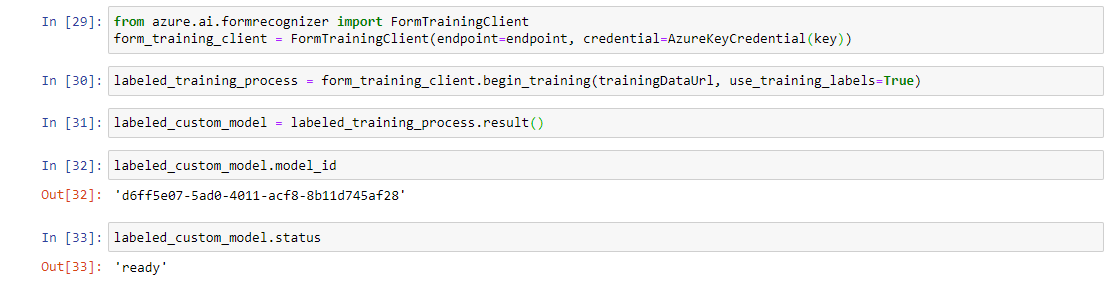 In [29]: from azure.ai.formrecognizer import FormTrainingClient
form_training_client = FormTrainingClient(endpoint=endpoint, credential=AzureKeyCredential(key))
In [30]: labeled_training_process = form_training_client.begin_training(trainingDataUrl, use_training_labels=True)
In [31]: labeled_custom_model = labeled_training_process.result()
In [32]: labeled_custom_model.model_id
Out[32]: 'd6ff5e07-5ad0-4011-acf8-8b11d745af28'
In [33]: labeled_custom_model.status
Out[33]: 'ready'